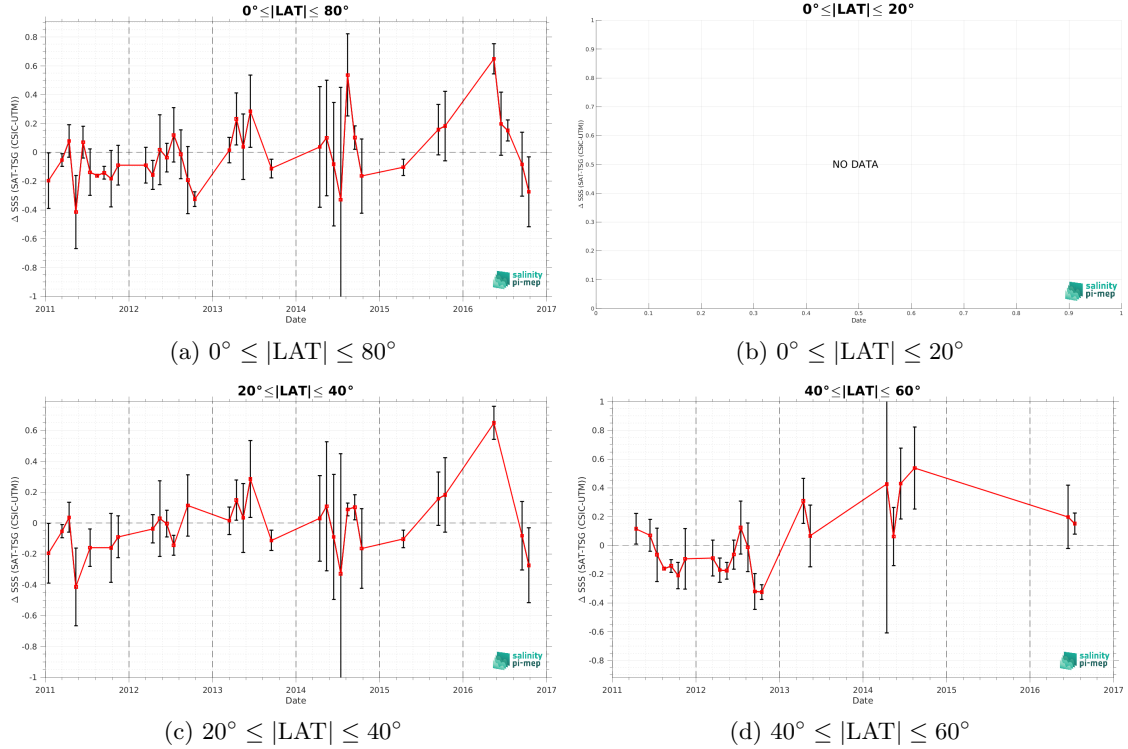 0°≤|LAT|≤ 80°
Δ SSS (SAT-TSG (CSIC-UTM))
0.8
0.6
0.4
0.2
0
-0.2
-0.4
-0.6
-0.8
-1
2011 2012 2013 2014 2015 2016 2017
Date
salinity
pi-mep
(a) 0° ≤ |LAT| ≤ 80°
0°≤|LAT|≤ 20°
Δ SSS (SAT-TSG (CSIC-UTM))
1
0.9
0.8
0.7
0.6
0.5
0.4
0.3
0.2
0.1
0
NO DATA
0 0.1 0.2 0.3 0.4 0.5 0.6 0.7 0.8 0.9 1
Date
salinity
pi-mep
(b) 0° ≤ |LAT| ≤ 20°
20°≤|LAT|≤ 40°
Δ SSS (SAT-TSG (CSIC-UTM))
0.6
0.4
0.2
0
-0.2
-0.4
-0.6
-0.8
-1
2011 2012 2013 2014 2015 2016 2017
Date
salinity
pi-mep
(c) 20° ≤ |LAT| ≤ 40°
40°≤|LAT|≤ 60°
Δ SSS (SAT-TSG (CSIC-UTM))
1
0.8
0.6
0.4
0.2
0
-0.2
-0.4
-0.6
-0.8
2011 2012 2013 2014 2015 2016 2017
Date
salinity
pi-mep
(d) 40° ≤ |LAT| ≤ 60°